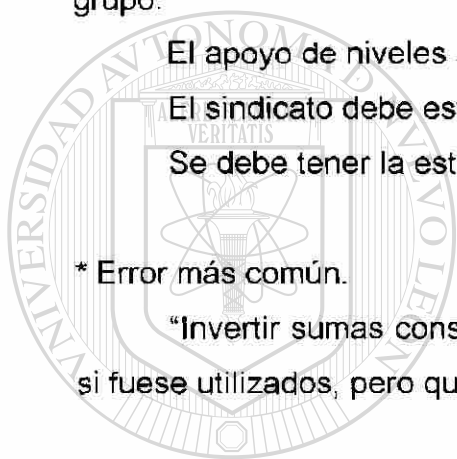 grupo.
El apoyo de niveles
El sindicato debe es
Se debe tener la est
* Error más común.
"Invertir sumas cons
si fuese utilizados, pero qu
VERITATIS